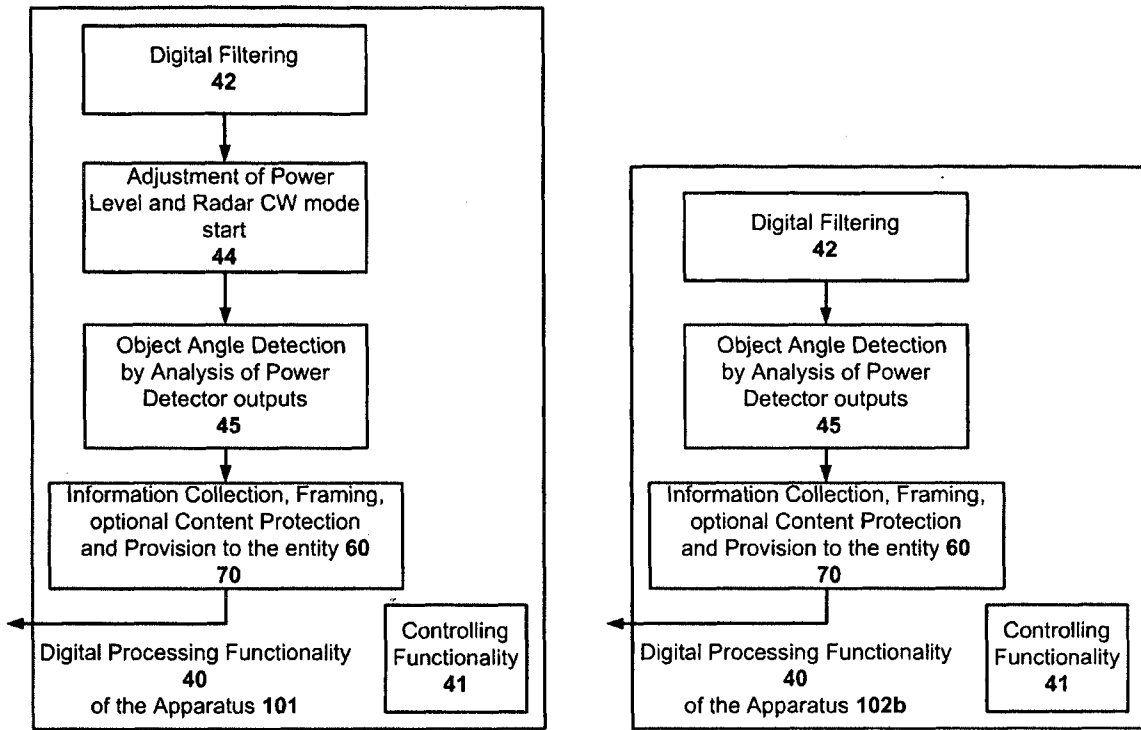 Digital Filtering
42
Adjustment of Power
Level and Radar CW mode
start
44
Object Angle Detection
by Analysis of Power
Detector outputs
45
Information Collection, Framing,
optional Content Protection
and Provision to the entity 60
70
Digital Processing Functionality
40
of the Apparatus 101
Controlling
Functionality
41
Digital Filtering
42
Object Angle Detection
by Analysis of Power
Detector outputs
45
Information Collection, Framing,
optional Content Protection
and Provision to the entity 60
70
Digital Processing Functionality
40
of the Apparatus 102b
Controlling
Functionality
41